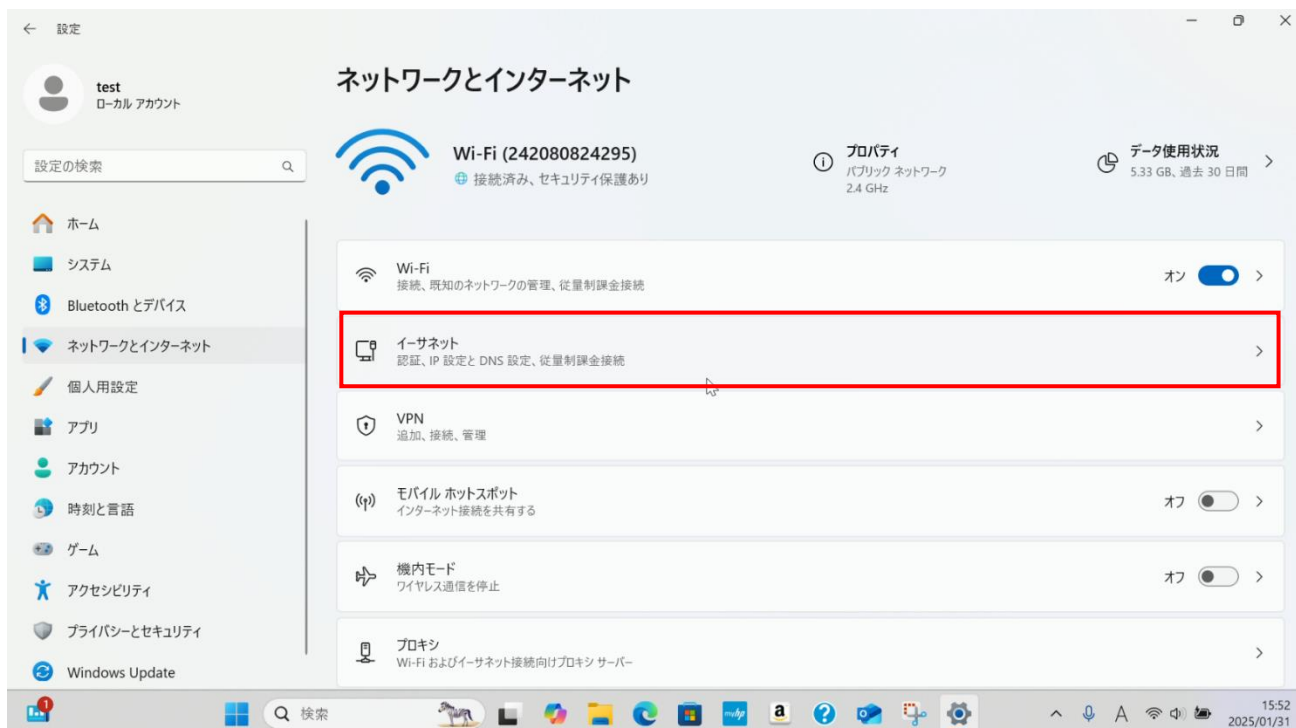 設定
test
ローカル アカウント
設定の検索
ホーム
システム
Bluetooth とデバイス
ネットワークとインターネット
個人用設定
アプリ
アカウント
時刻と言語
ゲーム
アクセシビリティ
プライバシーとセキュリティ
Windows Update
ネットワークとインターネット
Wi-Fi (242080824295)
接続済み、セキュリティ保護あり
プロパティ
パブリック ネットワーク
2.4 GHz
データ使用状況
5.33 GB、過去 30 日間
Wi-Fi
接続、既知のネットワークの管理、従量制課金接続
オン
イーサネット
認証、IP 設定と DNS 設定、従量制課金接続
VPN
追加、接続、管理
モバイル ホットスポット
インターネット接続を共有する
オフ
機内モード
ワイヤレス通信を停止
オフ
プロキシ
Wi-Fi およびイーサネット接続向けプロキシ サーバー
1
検索
myhp
a
A
15:52
2025/01/31